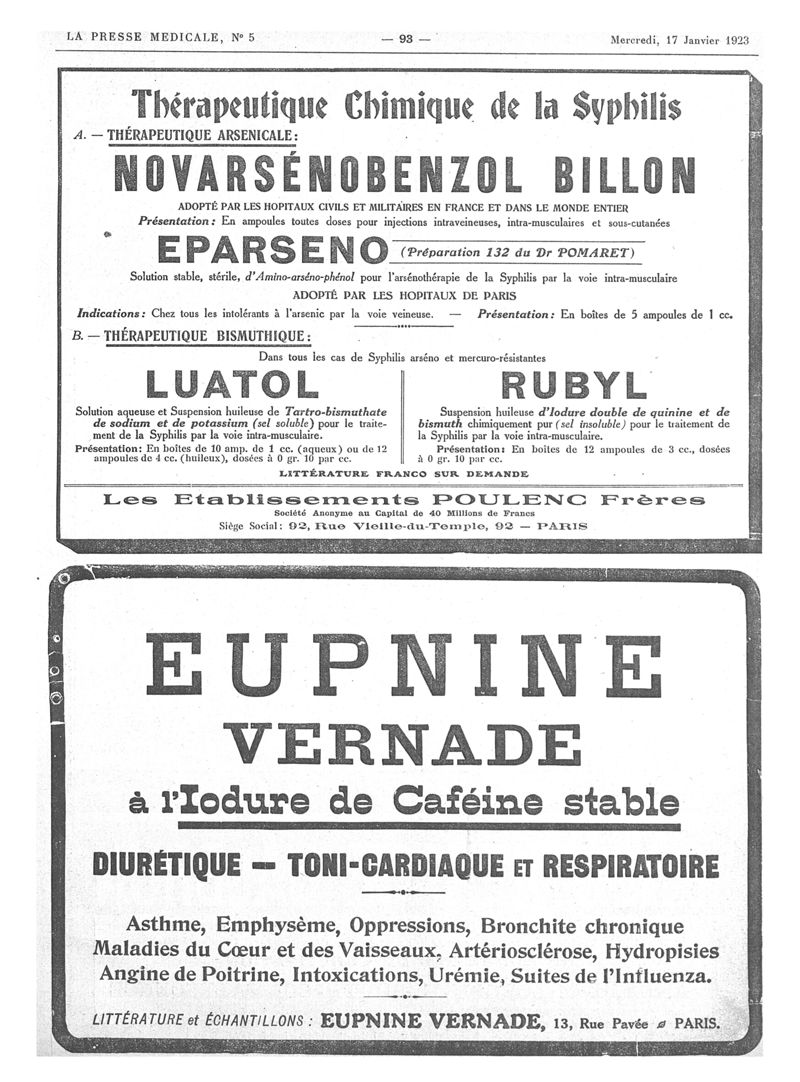 LA PRESSE MEDICALE, Nº 5
— 93 —
Mercredi, 17 Janvier 1923
Thérapeutique Chimique de la Syphilis
A. — THÉRAPEUTIQUE ARSENICALE :
NOVARSÉNOBENZOL BILLON
ADOPTÉ PAR LES HOPITAUX CIVILS ET MILITAIRES EN FRANCE ET DANS LE MONDE ENTIER
Présentation : En ampoules toutes doses pour injections intraveineuses, intra-musculaires et sous-cutanées
EPARSENO (Préparation 132 du Dr POMARET)
Solution stable, stérile, d'Amino-arséno-phénol pour l'arsénothérapie de la Syphilis par la voie intra-musculaire
ADOPTÉ PAR LES HOPITAUX DE PARIS
Indications : Chez tous les intolérants à l'arsenic par la voie veineuse. — Présentation : En boîtes de 5 ampoules de 1 cc.
B. — THÉRAPEUTIQUE BISMUTHIQUE :
Dans tous les cas de Syphilis arséno et mercuro-résistantes
LUATOL
Solution aqueuse et Suspension huileuse de Tartro-bismuthate
de sodium et de potassium (sel soluble) pour le traite-
ment de la Syphilis par la voie intra-musculaire.
Présentation : En boîtes de 10 amp. de 1 cc. (aqueux) ou de 12
ampoules de 4 cc. (huileux), dosées à 0 gr. 10 par cc.
RUBYL
Suspension huileuse d'Iodure double de quinine et de
bismuth chimiquement pur (sel insoluble) pour le traitement de
la Syphilis par la voie intra-musculaire.
Présentation : En boîtes de 12 ampoules de 3 cc., dosées
à 0 gr. 10 par cc.
LITTÉRATURE FRANCO SUR DEMANDE
Les Etablissements POULENC Frères
Société Anonyme au Capital de 40 Millions de Francs
Siège Social : 92, Rue Vieille-du-Temple, 92 — PARIS
EUPNINE
VERNADE
à l'Iodure de Caféine stable
DIURÉTIQUE — TONI-CARDIAQUE ET RESPIRATOIRE
Asthme, Emphysème, Oppressions, Bronchite chronique
Maladies du Cœur et des Vaisseaux, Artériosclérose, Hydropisies
Angine de Poitrine, Intoxications, Urémie, Suites de l'Influenza.
LITTÉRATURE et ÉCHANTILLONS : EUPNINE VERNADE, 13, Rue Pavée PARIS.